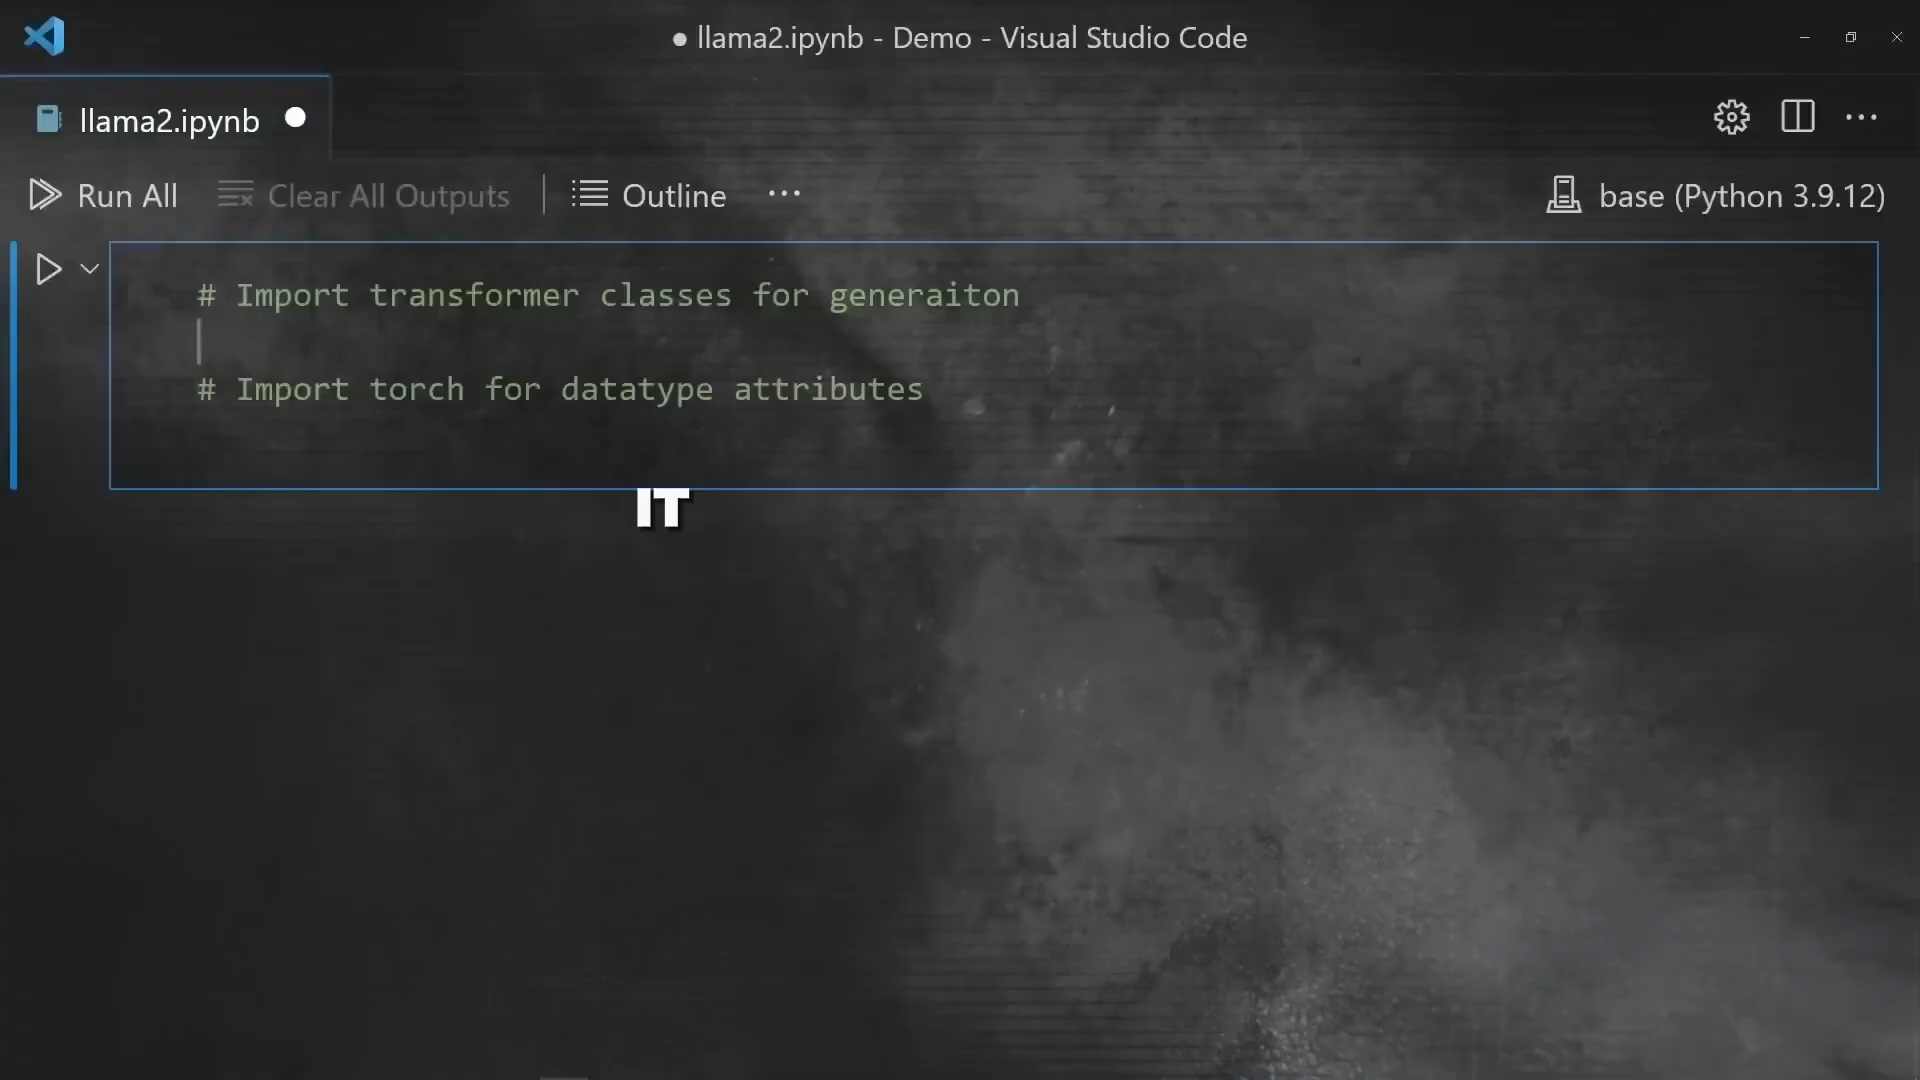 ● llama2.ipynb - Demo - Visual Studio Code
llama2.ipynb
Run All Clear All Outputs Outline ... base (Python 3.9.12)
# Import transformer classes for generaiton
# Import torch for datatype attributes
IT